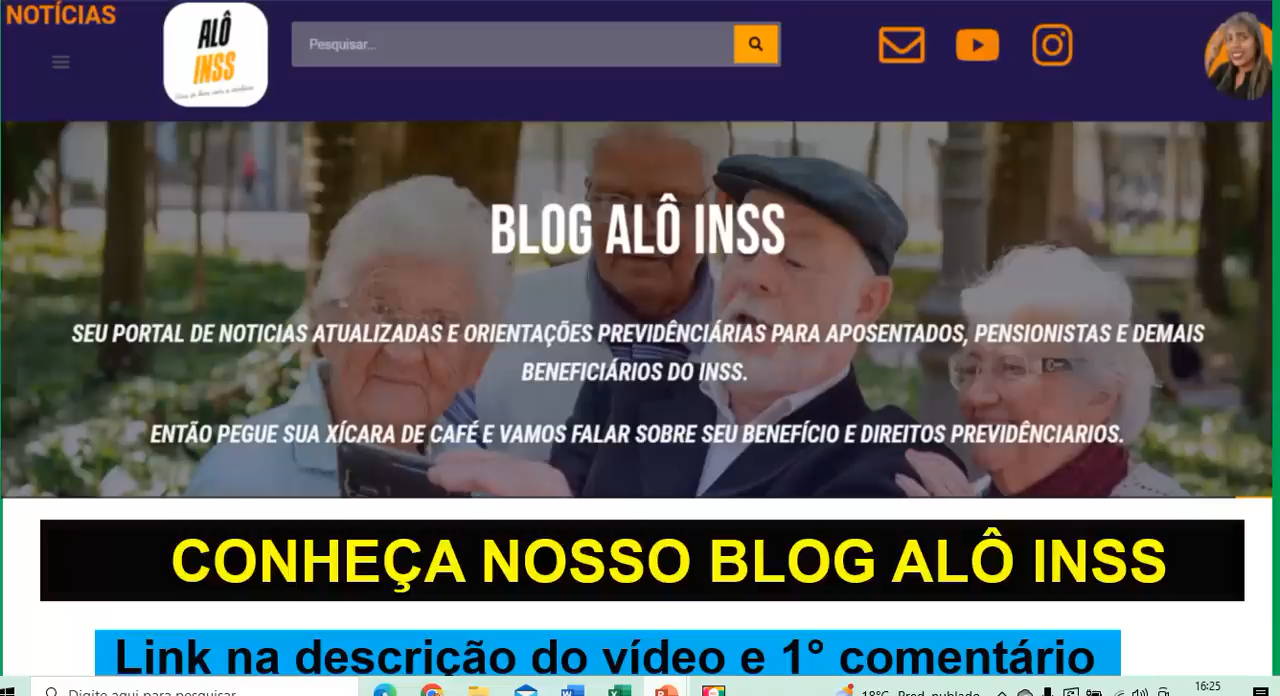 NOTÍCIAS
ALÔ
INSS
Pesquisar...
BLOG ALÔ INSS
SEU PORTAL DE NOTICIAS ATUALIZADAS E ORIENTAÇÕES PREVIDÊNCIÁRIAS PARA APOSENTADOS, PENSIONISTAS E DEMAIS
BENEFICIÁRIOS DO INSS.
ENTÃO PEGUE SUA XÍCARA DE CAFÉ E VAMOS FALAR SOBRE SEU BENEFÍCIO E DIREITOS PREVIDÊNCIARIOS.
CONHEÇA NOSSO BLOG ALÔ INSS
Link na descrição do vídeo e 1° comentário
Digite aqui para pesquisar
18°C Pred. nublado
16:25